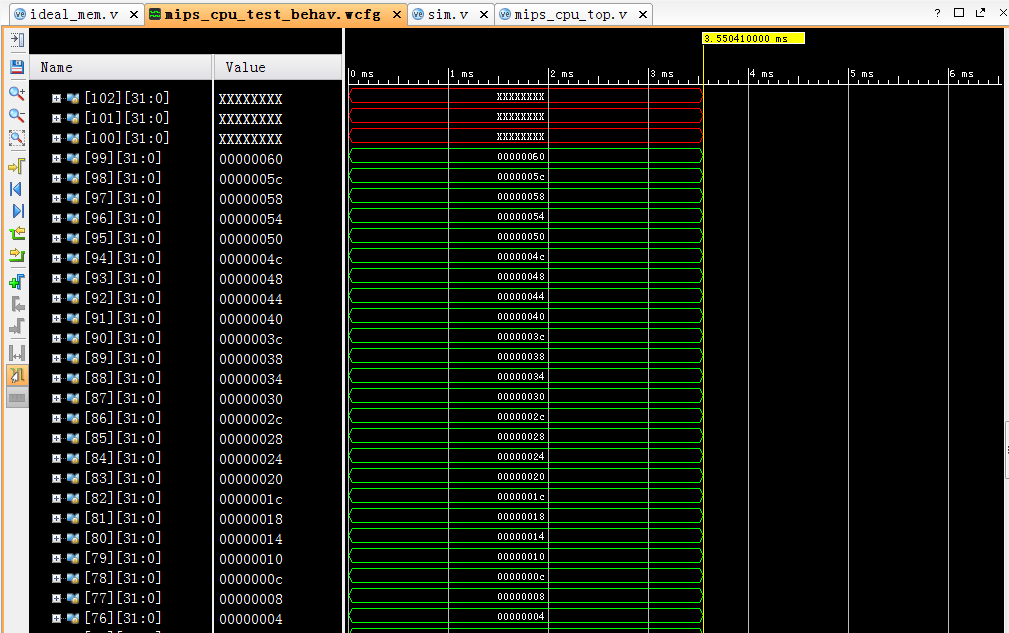 ideal_mem.v mips_cpu_test_behav.wcfg sim.v mips_cpu_top.v ?
3.550410000 ms
Name Value 0 ms 1 ms 2 ms 3 ms 4 ms 5 ms 6 ms
[102][31:0] XXXXXXXX XXXXXXXX
[101][31:0] XXXXXXXX XXXXXXXX
[100][31:0] XXXXXXXX XXXXXXXX
[99][31:0] 00000060 00000060
[98][31:0] 0000005c 0000005c
[97][31:0] 00000058 00000058
[96][31:0] 00000054 00000054
[95][31:0] 00000050 00000050
[94][31:0] 0000004c 0000004c
[93][31:0] 00000048 00000048
[92][31:0] 00000044 00000044
[91][31:0] 00000040 00000040
[90][31:0] 0000003c 0000003c
[89][31:0] 00000038 00000038
[88][31:0] 00000034 00000034
[87][31:0] 00000030 00000030
[86][31:0] 0000002c 0000002c
[85][31:0] 00000028 00000028
[84][31:0] 00000024 00000024
[83][31:0] 00000020 00000020
[82][31:0] 0000001c 0000001c
[81][31:0] 00000018 00000018
[80][31:0] 00000014 00000014
[79][31:0] 00000010 00000010
[78][31:0] 0000000c 0000000c
[77][31:0] 00000008 00000008
[76][31:0] 00000004 00000004